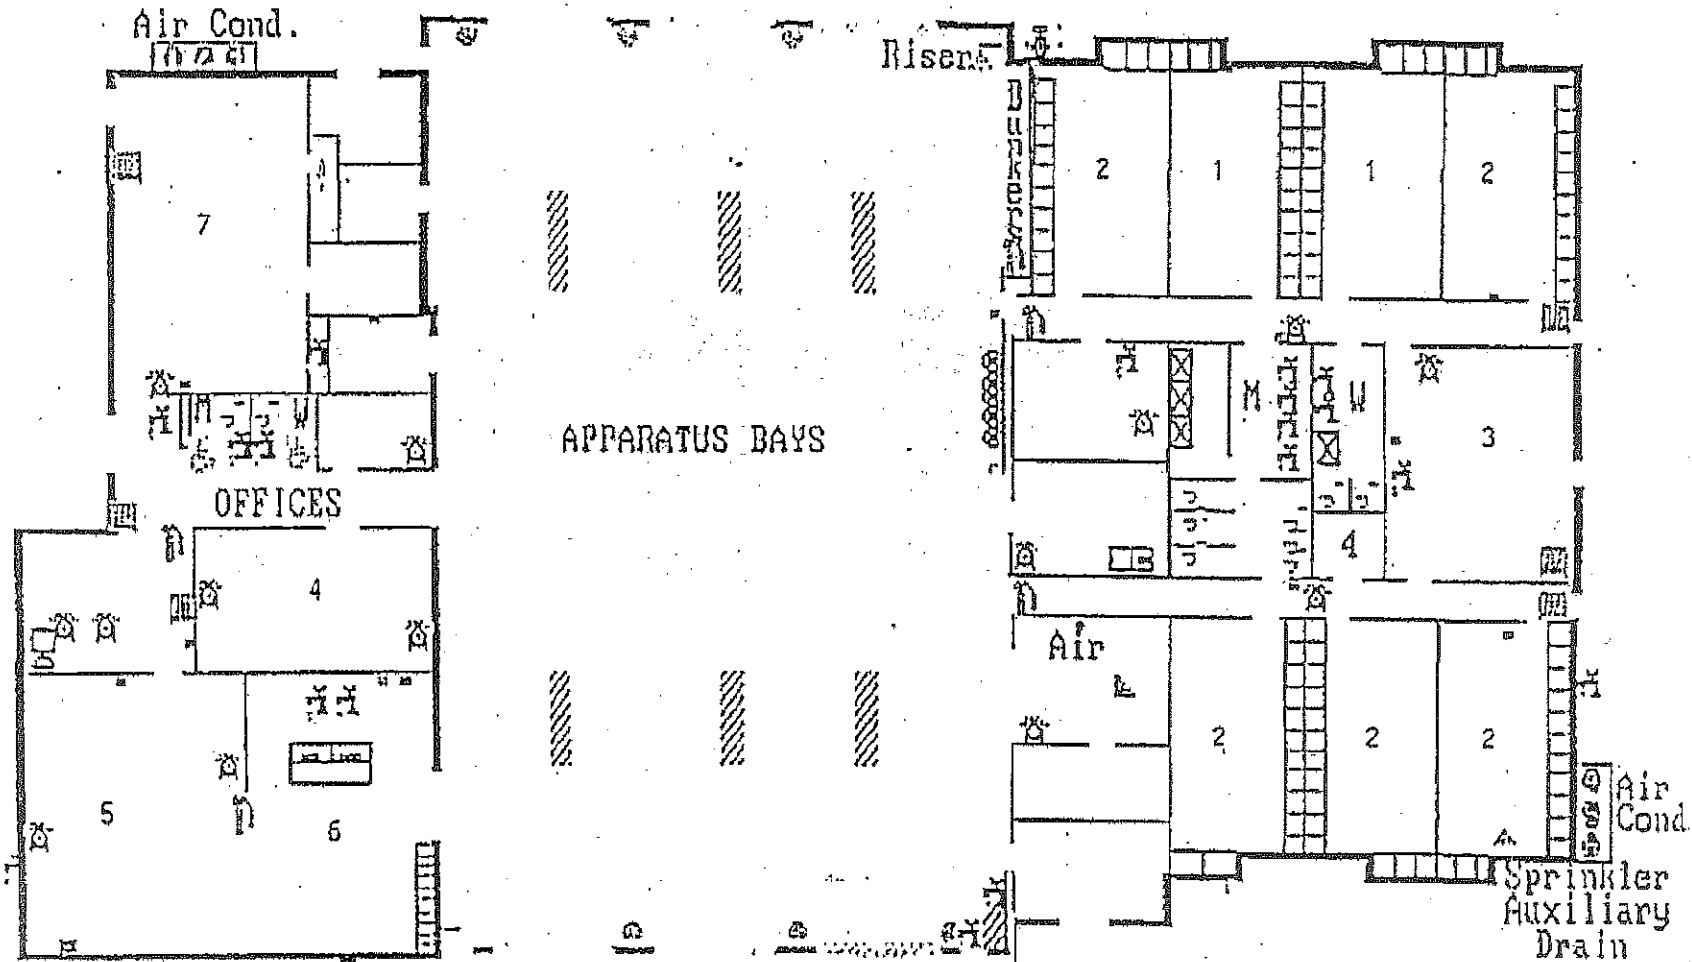 Air Cond.
Risers
Bunkers
2
1
1
2
7
M
W
M
W
3
APPARATUS BAYS
OFFICES
4
4
Air
2
2
2
5
6
Air
Cond.
Sprinkler
Auxiliary
Drain